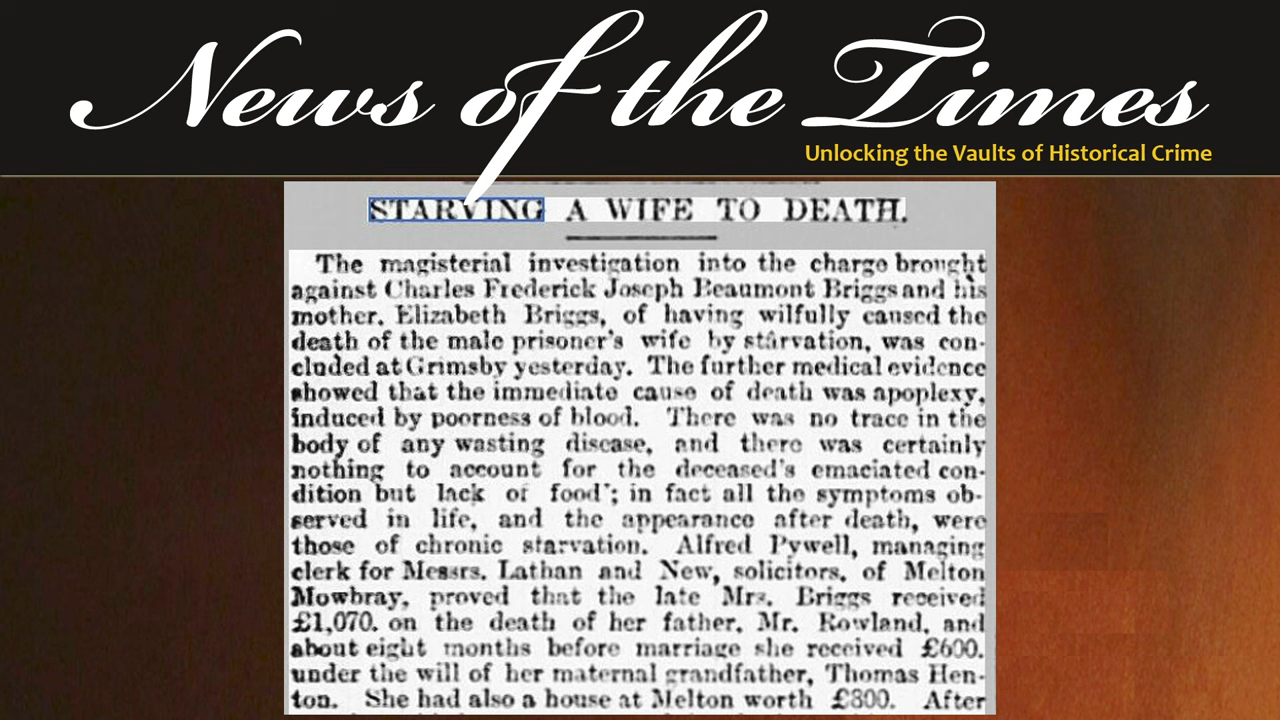 News of the Times
Unlocking the Vaults of Historical Crime
STARVING A WIFE TO DEATH.
The magisterial investigation into the charge brought
against Charles Frederick Joseph Beaumont Briggs and his
mother, Elizabeth Briggs, of having wilfully caused the
death of the male prisoner's wife by starvation, was con-
cluded at Grimsby yesterday. The further medical evidence
showed that the immediate cause of death was apoplexy,
induced by poorness of blood. There was no trace in the
body of any wasting disease, and there was certainly
nothing to account for the deceased's emaciated con-
dition but lack of food; in fact all the symptoms ob-
served in life, and the appearance after death, were
those of chronic starvation. Alfred Pywell, managing
clerk for Messrs. Lathan and New, solicitors, of Melton
Mowbray, proved that the late Mrs. Briggs received
£1,070. on the death of her father, Mr. Rowland, and
about eight months before marriage she received £600.
under the will of her maternal grandfather, Thomas Hen-
ton. She had also a house at Melton worth £300. After